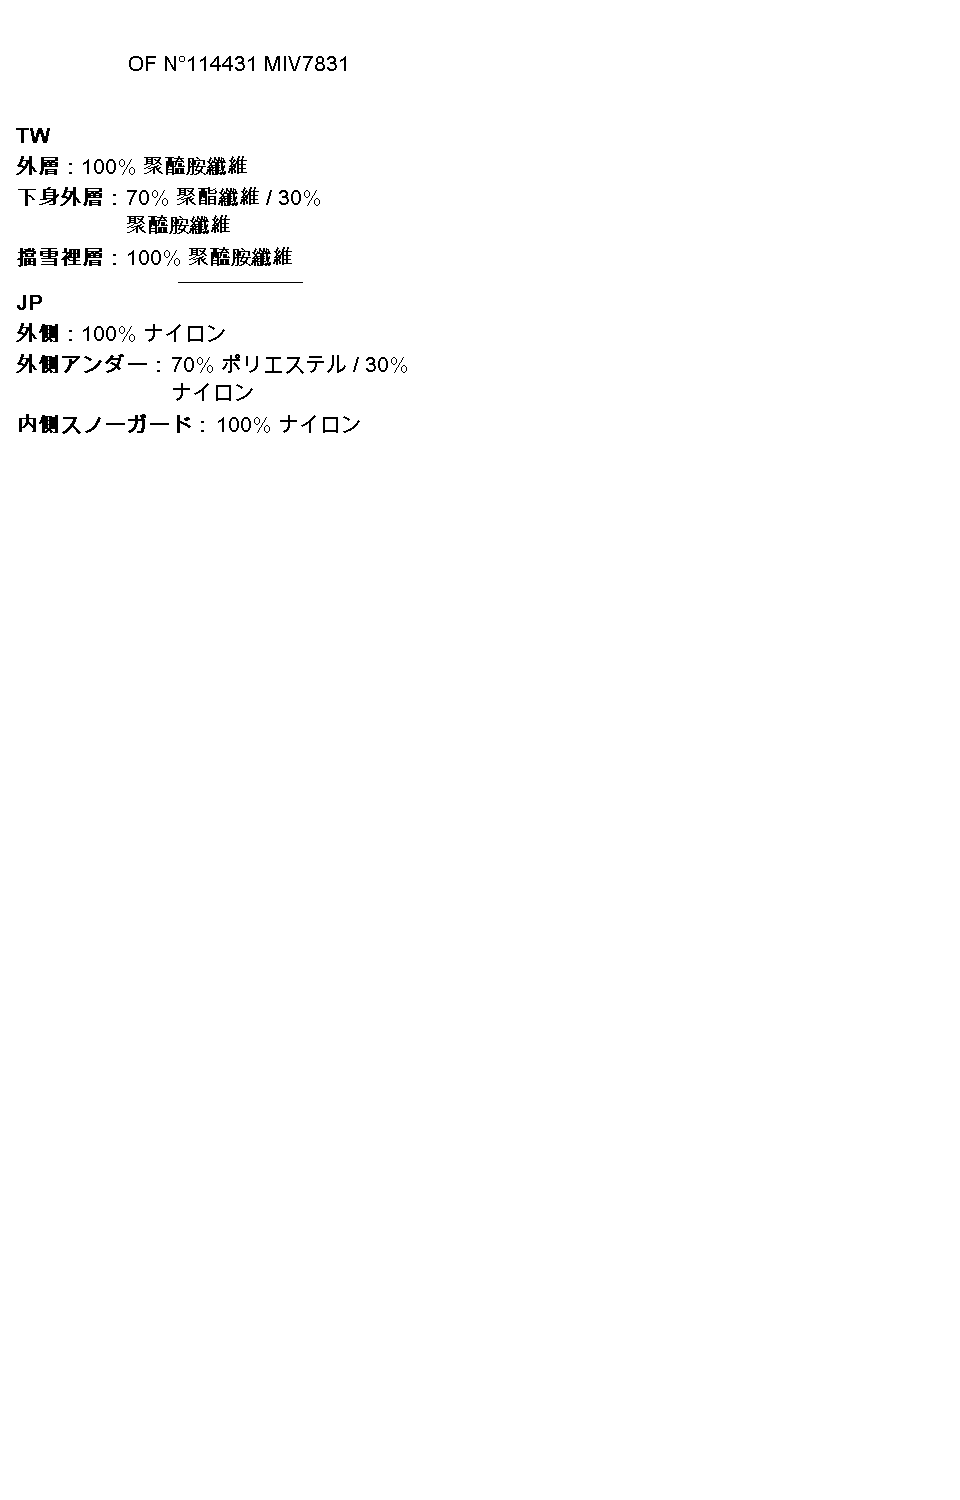 OF N°114431 MIV7831
TW
外層 : 100% 聚醯胺纖維
下身外層 : 70% 聚酯纖維 / 30%
聚醯胺纖維
擋雪裡層 : 100% 聚醯胺纖維
JP
外側 : 100% ナイロン
外側アンダー : 70% ポリエステル / 30%
ナイロン
内側スノーガード : 100% ナイロン